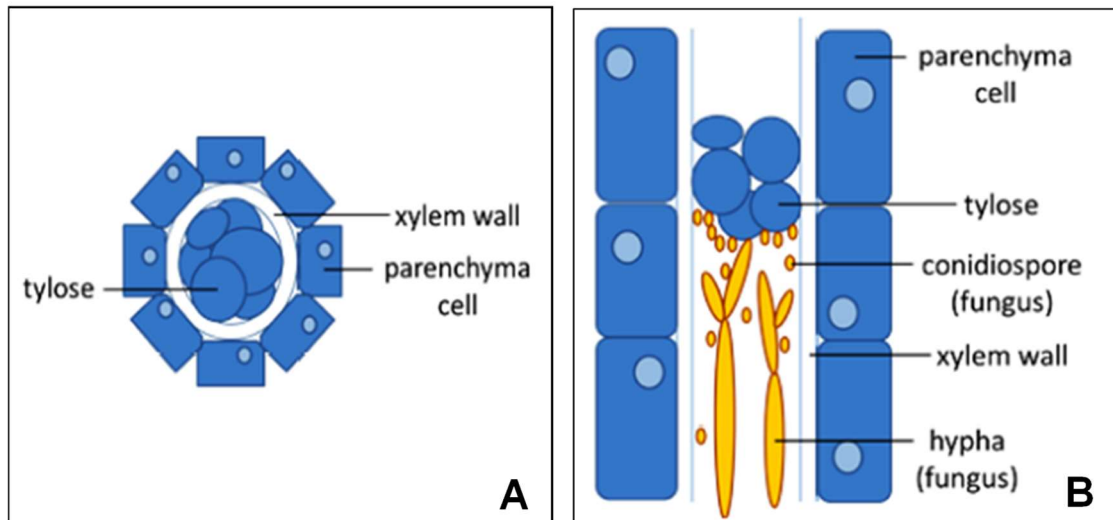 xylem wall
parenchyma
cell
tylose
A
parenchyma
cell
tylose
conidiospore
(fungus)
xylem wall
hypha
(fungus)
B